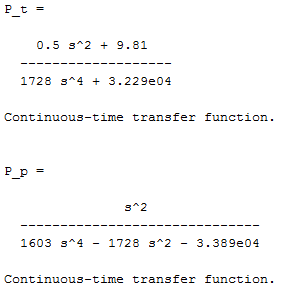 P_t =
0.5 s^2 + 9.81
-------------------
1728 s^4 + 3.229e04
Continuous-time transfer function.
P_p =
s^2
------------------------------
1603 s^4 - 1728 s^2 - 3.389e04
Continuous-time transfer function.